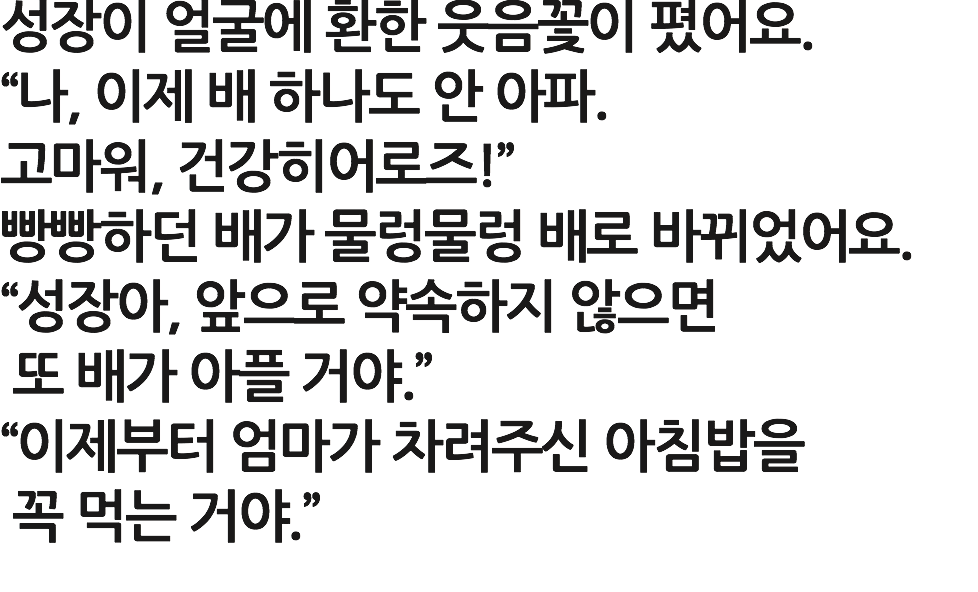 성장이 얼굴에 환한 웃음꽃이 폈어요.
“나, 이제 배 하나도 안 아파.
고마워, 건강히어로즈!”
빵빵하던 배가 물렁물렁 배로 바뀌었어요.
“성장아, 앞으로 약속하지 않으면
또 배가 아플 거야.”
“이제부터 엄마가 차려주신 아침밥을
꼭 먹는 거야.”